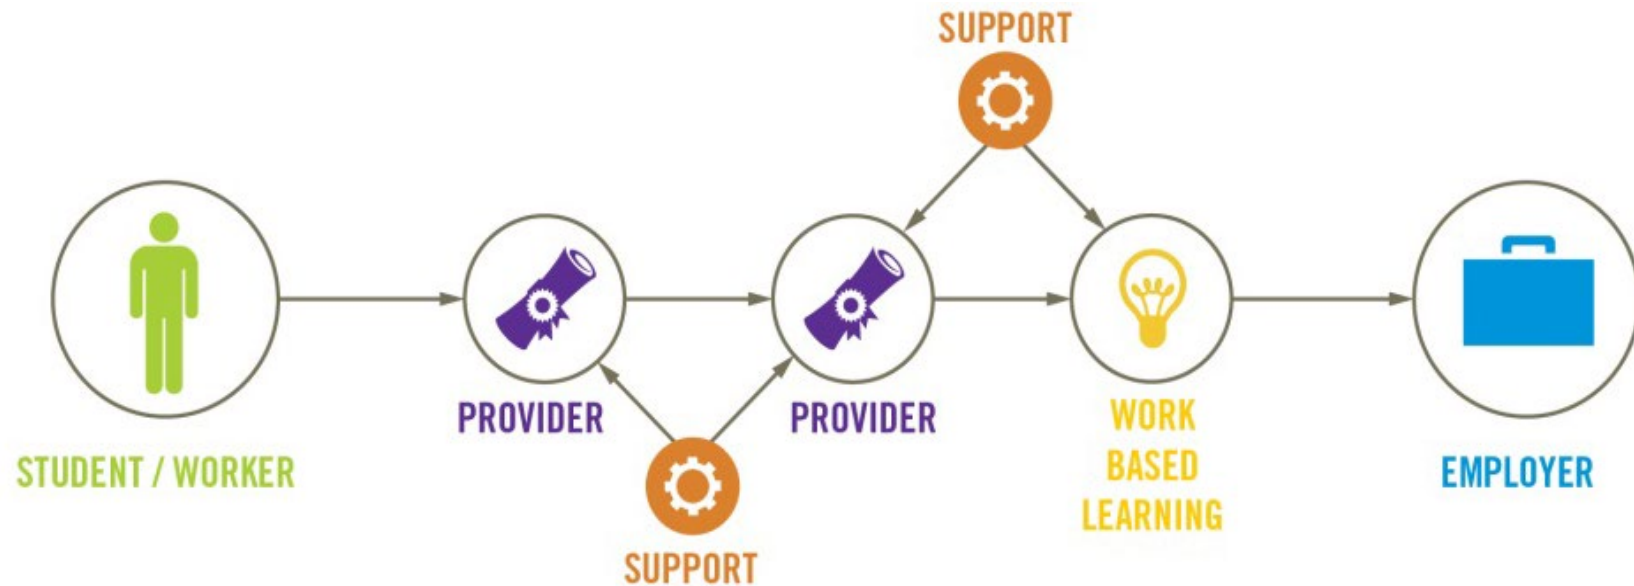 SUPPORT
STUDENT / WORKER
PROVIDER
PROVIDER
WORK
BASED
LEARNING
EMPLOYER
SUPPORT